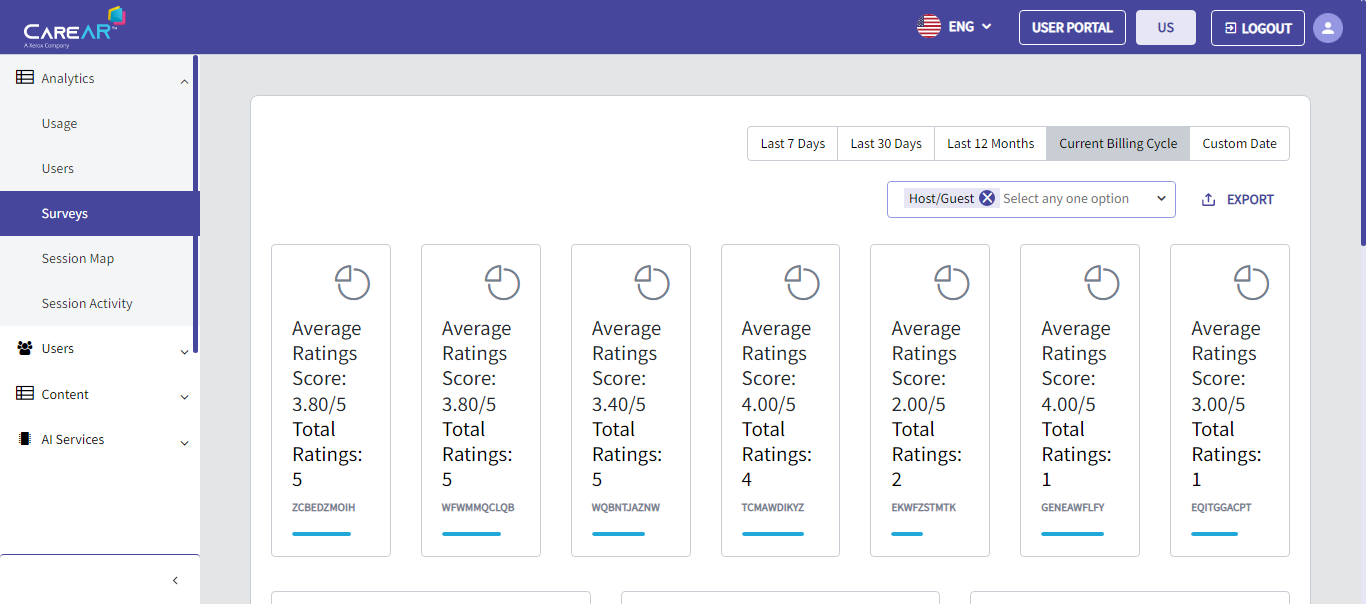 CAREAR™
A Xerox Company
ENG
USER PORTAL
US
LOGOUT
Analytics
Usage
Users
Surveys
Session Map
Session Activity
Users
Content
AI Services
Last 7 Days
Last 30 Days
Last 12 Months
Current Billing Cycle
Custom Date
Host/Guest
Select any one option
EXPORT
Average
Ratings
Score:
3.80/5
Total
Ratings:
5
ZCBEDZMOIH
Average
Ratings
Score:
3.80/5
Total
Ratings:
5
WFWMMQCLQB
Average
Ratings
Score:
3.40/5
Total
Ratings:
5
WQBNTJAZNW
Average
Ratings
Score:
4.00/5
Total
Ratings:
4
TCMAWDIKYZ
Average
Ratings
Score:
2.00/5
Total
Ratings:
2
EKWFZSTMTK
Average
Ratings
Score:
4.00/5
Total
Ratings:
1
GENEAWFLFY
Average
Ratings
Score:
3.00/5
Total
Ratings:
1
EQITGGACPT